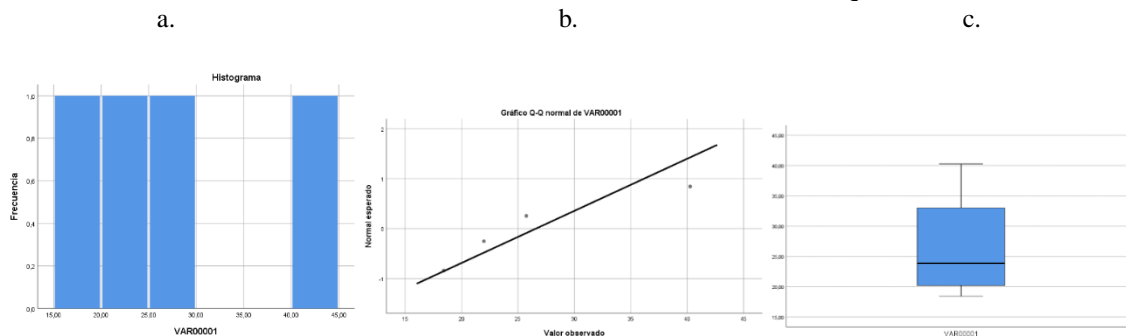 a.
b.
c.
Histograma
Frecuencia
1,0
0,8
0,6
0,4
0,2
0,0
15,00 20,00 25,00 30,00 35,00 40,00 45,00
VAR00001
Gráfico Q-Q normal de VAR00001
Normal esperado
2
1
0
-1
15 20 25 30 35 40 45
Valor observado
45,00
40,00
35,00
30,00
25,00
20,00
15,00
VAR00001